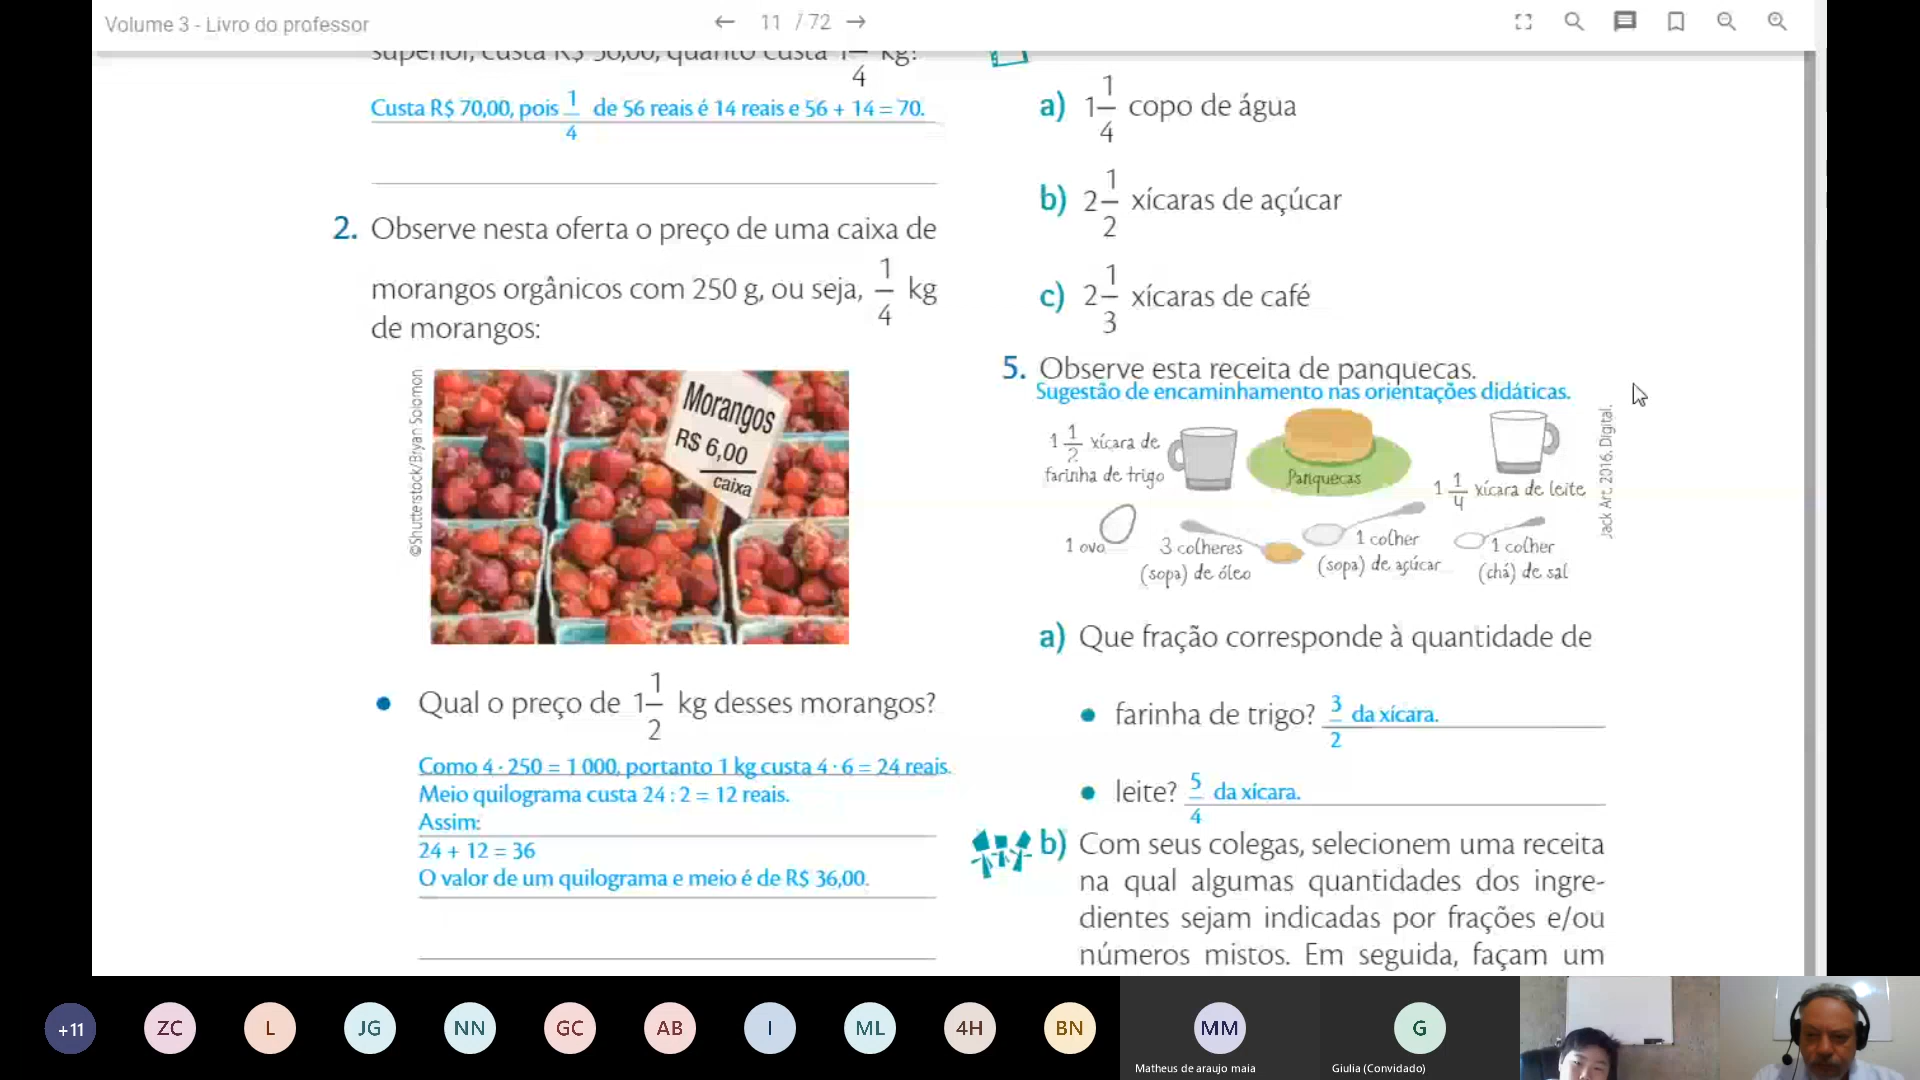 Volume 3 - Livro do professor
11 / 72
superior, custa R$ 56,00, quanto custa 1 1/4 kg?
Custa R$ 70,00, pois 1/4 de 56 reais é 14 reais e 56 + 14 = 70.
2. Observe nesta oferta o preço de uma caixa de
morangos orgânicos com 250 g, ou seja, 1/4 kg
de morangos:
©Shutterstock/Bryan Solomon
Morangos
R$ 6,00
caixa
Qual o preço de 1 1/2 kg desses morangos?
Como 4 · 250 = 1 000, portanto 1 kg custa 4 · 6 = 24 reais.
Meio quilograma custa 24 : 2 = 12 reais.
Assim:
24 + 12 = 36
O valor de um quilograma e meio é de R$ 36,00.
a) 1 1/4 copo de água
b) 2 1/2 xícaras de açúcar
c) 2 1/3 xícaras de café
5. Observe esta receita de panquecas.
Sugestão de encaminhamento nas orientações didáticas.
1 1/2 xícara de
farinha de trigo
Panquecas
1 1/4 xícara de leite
1 ovo
3 colheres
(sopa) de óleo
1 colher
(sopa) de açúcar
1 colher
(chá) de sal
Jack Art. 2016. Digital.
a) Que fração corresponde à quantidade de
farinha de trigo? 3/2 da xícara.
leite? 5/4 da xícara.
b) Com seus colegas, selecionem uma receita
na qual algumas quantidades dos ingre-
dientes sejam indicadas por frações e/ou
números mistos. Em seguida, façam um
+11
ZC
L
JG
NN
GC
AB
I
ML
4H
BN
MM
G
Matheus de araujo maia
Giulia (Convidado)